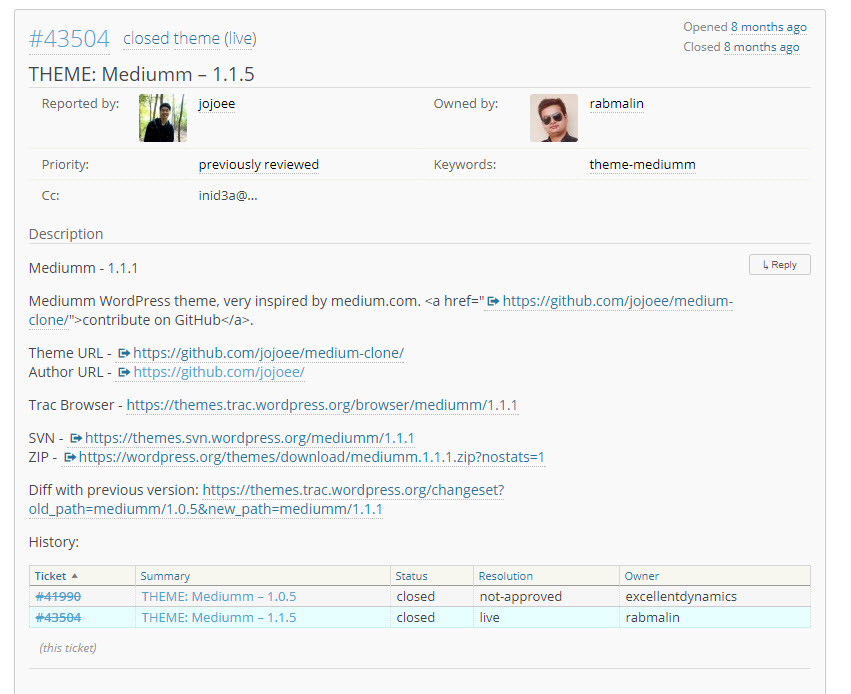 #43504 closed theme (live)
Opened 8 months ago
Closed 8 months ago
THEME: Mediumm – 1.1.5
Reported by: jojoee Owned by: rabmalin
Priority: previously reviewed Keywords: theme-mediumm
Cc: inid3a@…
Description
Mediumm - 1.1.1
↳ Reply
Mediumm WordPress theme, very inspired by medium.com. <a href="https://github.com/jojoee/medium-
clone/">contribute on GitHub</a>.
Theme URL - https://github.com/jojoee/medium-clone/
Author URL - https://github.com/jojoee/
Trac Browser - https://themes.trac.wordpress.org/browser/mediumm/1.1.1
SVN - https://themes.svn.wordpress.org/mediumm/1.1.1
ZIP - https://wordpress.org/themes/download/mediumm.1.1.1.zip?nostats=1
Diff with previous version: https://themes.trac.wordpress.org/changeset?
old_path=mediumm/1.0.5&new_path=mediumm/1.1.1
History:
Ticket Summary Status Resolution Owner
#41990 THEME: Mediumm – 1.0.5 closed not-approved excellentdynamics
#43504 THEME: Mediumm – 1.1.5 closed live rabmalin
(this ticket)